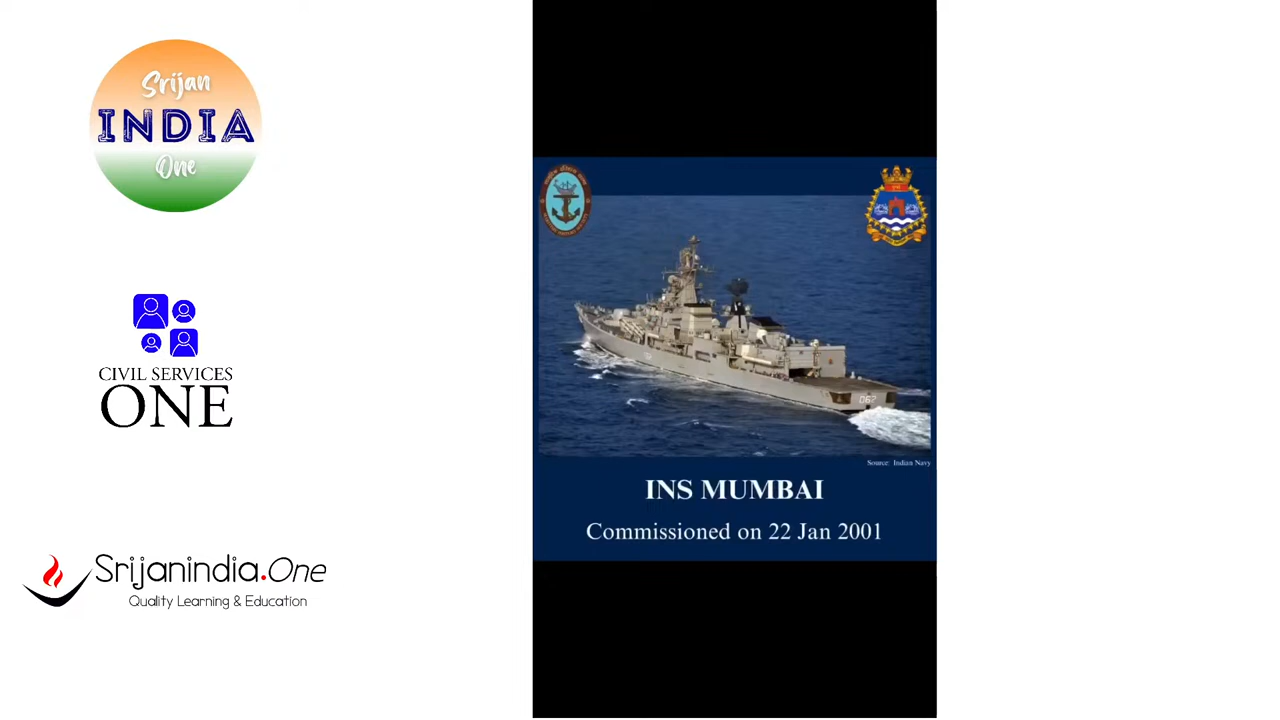 Srijan
INDIA
One
CIVIL SERVICES
ONE
Srijanindia.One
Quality Learning & Education
062
Source: Indian Navy
INS MUMBAI
Commissioned on 22 Jan 2001